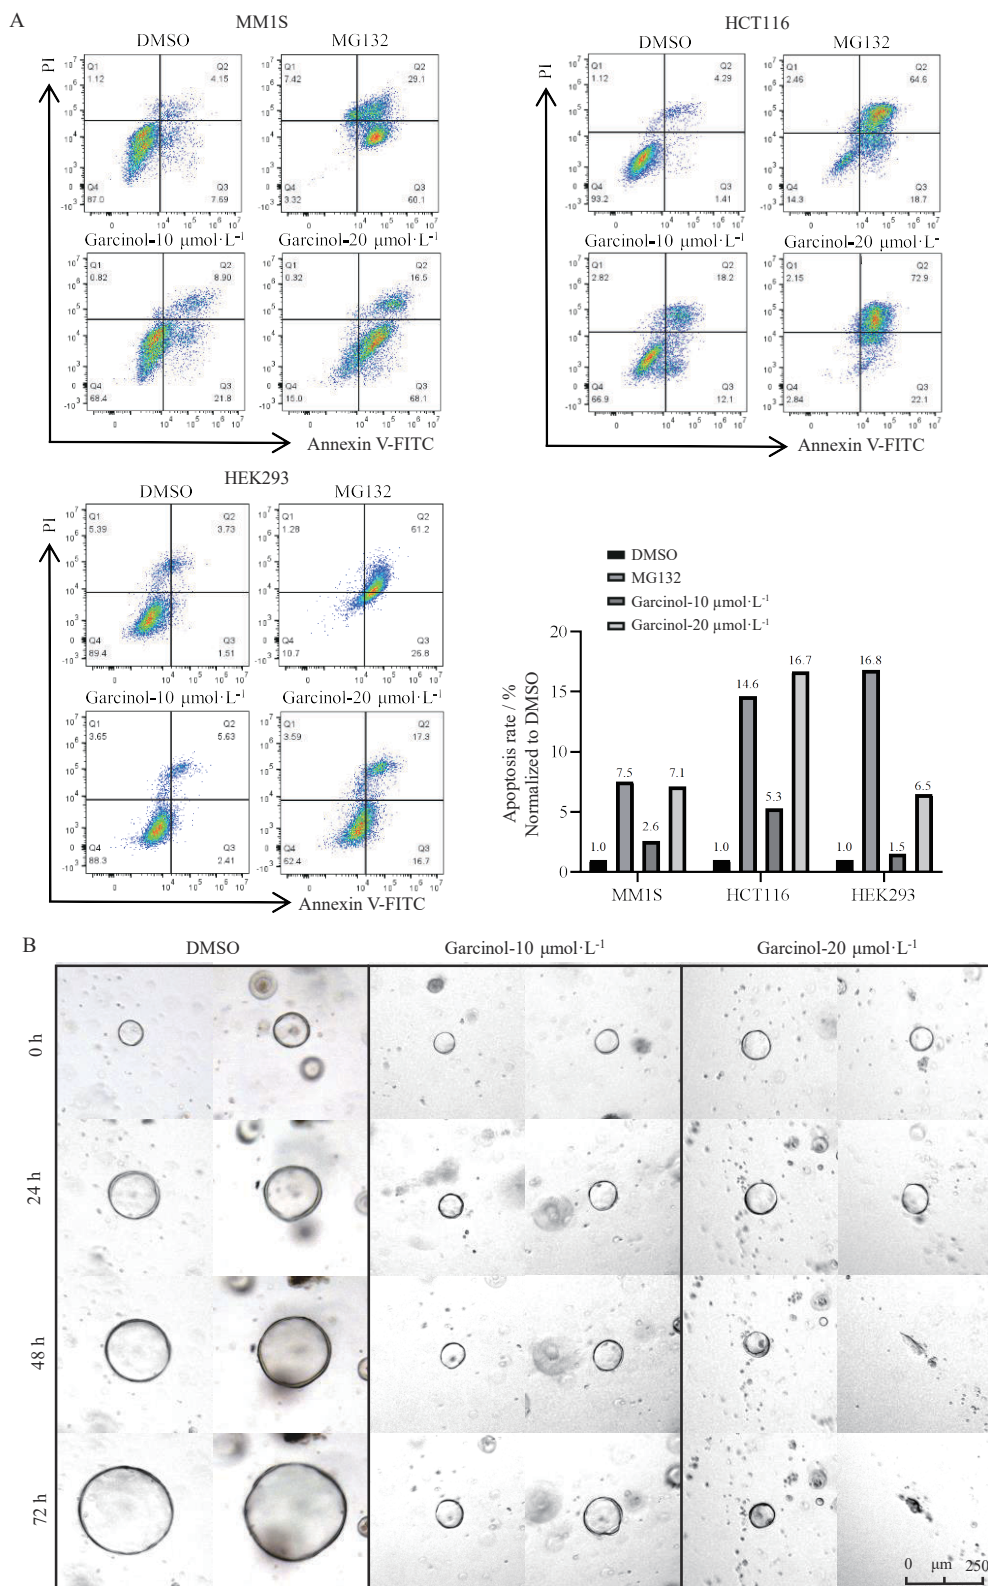 A
MM1S
DMSO
MG132
PI
Q1
1.12
Q2
4.15
Q4
87.0
Q3
7.69
Q1
7.42
Q2
29.1
Q4
3.32
Q3
60.1
Garcinol-10 μmol·L⁻¹
Garcinol-20 μmol·L⁻¹
Q1
0.82
Q2
8.90
Q4
68.4
Q3
21.8
Q1
0.32
Q2
16.5
Q4
15.0
Q3
68.1
Annexin V-FITC
HCT116
DMSO
MG132
PI
Q1
1.12
Q2
4.29
Q4
93.2
Q3
1.41
Q1
2.46
Q2
64.6
Q4
14.3
Q3
18.7
Garcinol-10 μmol·L⁻¹
Garcinol-20 μmol·L⁻¹
Q1
2.82
Q2
18.2
Q4
66.9
Q3
12.1
Q1
2.15
Q2
72.9
Q4
2.84
Q3
22.1
Annexin V-FITC
HEK293
DMSO
MG132
PI
Q1
5.39
Q2
3.73
Q4
89.4
Q3
1.51
Q1
1.28
Q2
61.2
Q4
10.7
Q3
26.8
Garcinol-10 μmol·L⁻¹
Garcinol-20 μmol·L⁻¹
Q1
3.65
Q2
5.63
Q4
88.3
Q3
2.41
Q1
3.59
Q2
17.3
Q4
62.4
Q3
16.7
Annexin V-FITC
DMSO
MG132
Garcinol-10 μmol·L⁻¹
Garcinol-20 μmol·L⁻¹
Apoptosis rate / %
Normalized to DMSO
20
15
10
5
0
1.0
7.5
2.6
7.1
1.0
14.6
5.3
16.7
1.0
16.8
1.5
6.5
MM1S
HCT116
HEK293
B
DMSO
Garcinol-10 μmol·L⁻¹
Garcinol-20 μmol·L⁻¹
0 h
24 h
48 h
72 h
0 μm 250